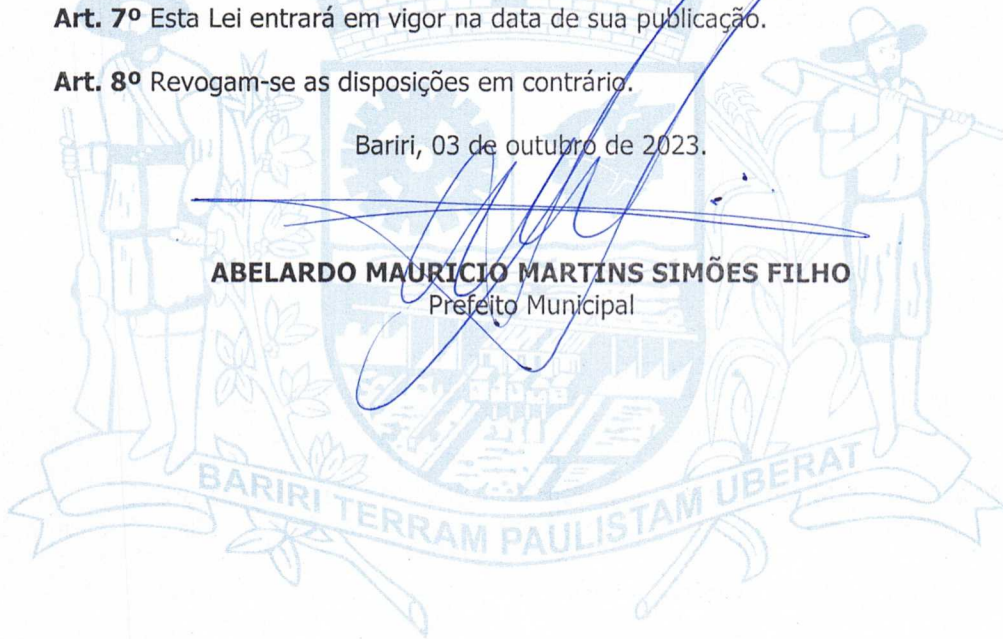 Art. 7º Esta Lei entrará em vigor na data de sua publicação.
Art. 8º Revogam-se as disposições em contrário.
Bariri, 03 de outubro de 2023.
ABELARDO MAURICIO MARTINS SIMÕES FILHO
Prefeito Municipal
BARIRI TERRAM PAULISTAM UBERAT